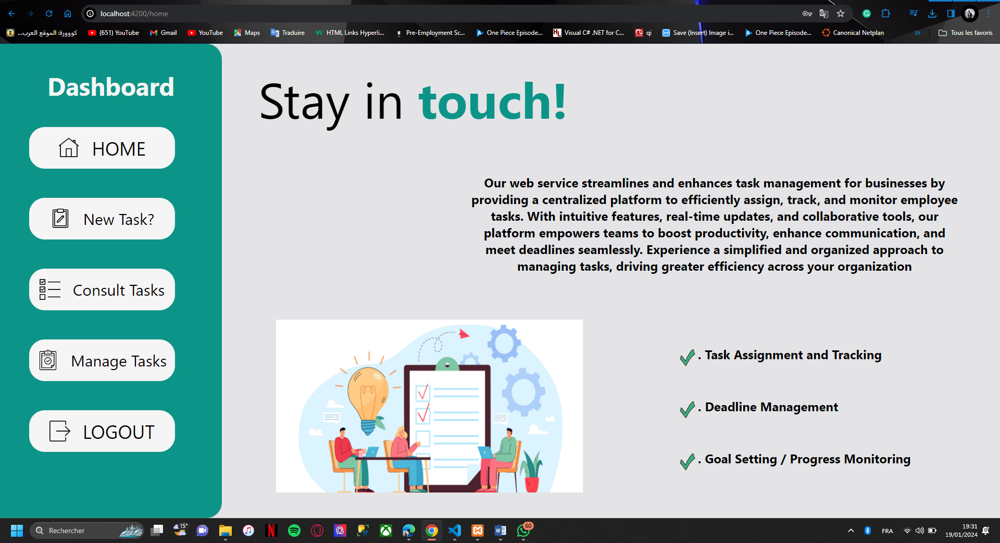 localhost:4200/home
كووورة: الموقع العرب...
(651) YouTube
Gmail
YouTube
Maps
Traduire
HTML Links Hyperli...
Pre-Employment Sc...
One Piece Episode...
Visual C# .NET for C...
qi
Save (Insert) Image i...
One Piece Episode...
Canonical Netplan
Tous les favoris
Dashboard
HOME
New Task?
Consult Tasks
Manage Tasks
LOGOUT
Stay in touch!
Our web service streamlines and enhances task management for businesses by
providing a centralized platform to efficiently assign, track, and monitor employee
tasks. With intuitive features, real-time updates, and collaborative tools, our
platform empowers teams to boost productivity, enhance communication, and
meet deadlines seamlessly. Experience a simplified and organized approach to
managing tasks, driving greater efficiency across your organization
. Task Assignment and Tracking
. Deadline Management
. Goal Setting / Progress Monitoring
Rechercher
15°
60
FRA
19:31
19/01/2024